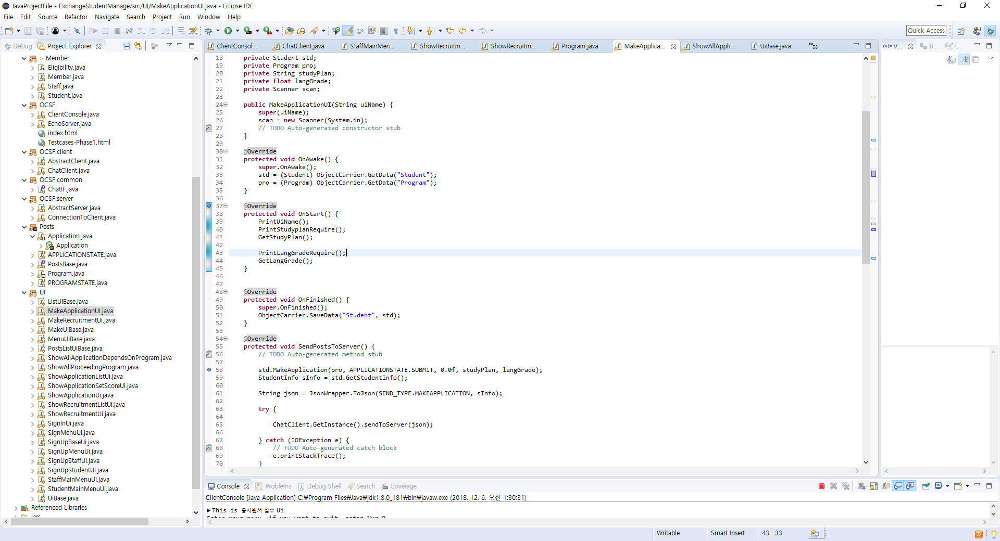 JavaProjectFile - ExchangeStudentManage/src/UI/MakeApplicationUI.java - Eclipse IDE
File Edit Source Refactor Navigate Search Project Run Window Help
Quick Access
Debug Project Explorer
> Member
Eligibility.java
Member.java
Staff.java
Student.java
OCSF
ClientConsole.java
EchoServer.java
index.html
Testcases-Phase1.html
OCSF.client
AbstractClient.java
ChatClient.java
OCSF.common
ChatIF.java
OCSF.server
AbstractServer.java
ConnectionToClient.java
Posts
Application.java
Application
APPLICATIONSTATE.java
PostsBase.java
Program.java
PROGRAMSTATE.java
UI
ListUiBase.java
MakeApplicationUI.java
MakeRecruitmentUi.java
MakeUiBase.java
MenuUiBase.java
PostsListUiBase.java
ShowAllApplicationDependsOnProgram.java
ShowAllProceedingProgram.java
ShowApplicationListUi.java
ShowApplicationSetScoreUi.java
ShowApplicationUi.java
ShowRecruitmentListUi.java
ShowRecruitmentUi.java
SignInUi.java
SignMenuUi.java
SignUpBaseUi.java
SignUpMenuUi.java
SignUpStaffUi.java
SignUpStudentUi.java
StaffMainMenuUi.java
StudentMainMenuUi.java
UiBase.java
Referenced Libraries
jars
ClientConsol... ChatClient.java StaffMainMen... ShowRecruitm... ShowRecruitm... Program.java MakeApplica... ShowAllAppli... UiBase.java »58
18 private Student std;
19 private Program pro;
20 private String studyPlan;
21 private float langGrade;
22 private Scanner scan;
23
24 public MakeApplicationUI(String uiName) {
25 super(uiName);
26 scan = new Scanner(System.in);
27 // TODO Auto-generated constructor stub
28 }
29
30 @Override
31 protected void OnAwake() {
32 super.OnAwake();
33 std = (Student) ObjectCarrier.GetData("Student");
34 pro = (Program) ObjectCarrier.GetData("Program");
35 }
36
37 @Override
38 protected void OnStart() {
39 PrintUiName();
40 PrintStudyplanRequire();
41 GetStudyPlan();
42
43 PrintLangGradeRequire();
44 GetLangGrade();
45 }
46
47
48 @Override
49 protected void OnFinished() {
50 super.OnFinished();
51 ObjectCarrier.SaveData("Student", std);
52 }
53
54 @Override
55 protected void SendPostsToServer() {
56 // TODO Auto-generated method stub
57
58 std.MakeApplication(pro, APPLICATIONSTATE.SUBMIT, 0.0f, studyPlan, langGrade);
59 StudentInfo sInfo = std.GetStudentInfo();
60
61 String json = JsonWrapper.ToJson(SEND_TYPE.MAKEAPPLICATION, sInfo);
62
63 try {
64
65 ChatClient.GetInstance().sendToServer(json);
66
67 } catch (IOException e) {
68 // TODO Auto-generated catch block
69 e.printStackTrace();
70 }
(x)= V... B... E...
Console Problems Debug Shell Search Coverage
ClientConsole [Java Application] C:₩Program Files₩Java₩jdk1.8.0_181₩bin₩javaw.exe (2018. 12. 6. 오전 1:30:31)
▶This is 응시원서 접수 Ui
Enter your menu, if you want to exit, enter Num 0
Writable Smart Insert 43 : 33